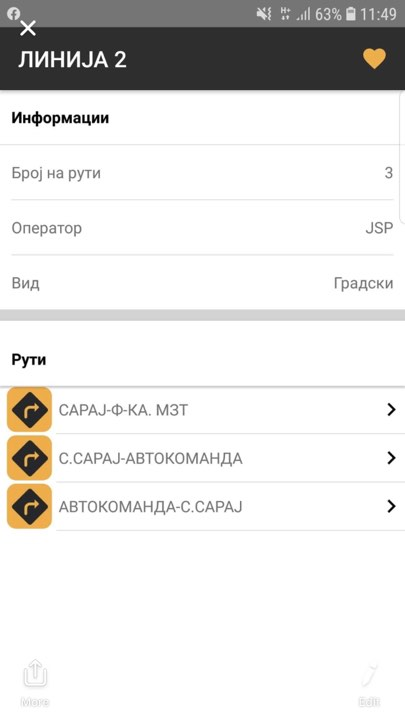 63% 11:49
ЛИНИЈА 2
Информации
Број на рути 3
Оператор JSP
Вид Градски
Рути
САРАЈ-Ф-КА. МЗТ
С.САРАЈ-АВТОКОМАНДА
АВТОКОМАНДА-С.САРАЈ
More Edit